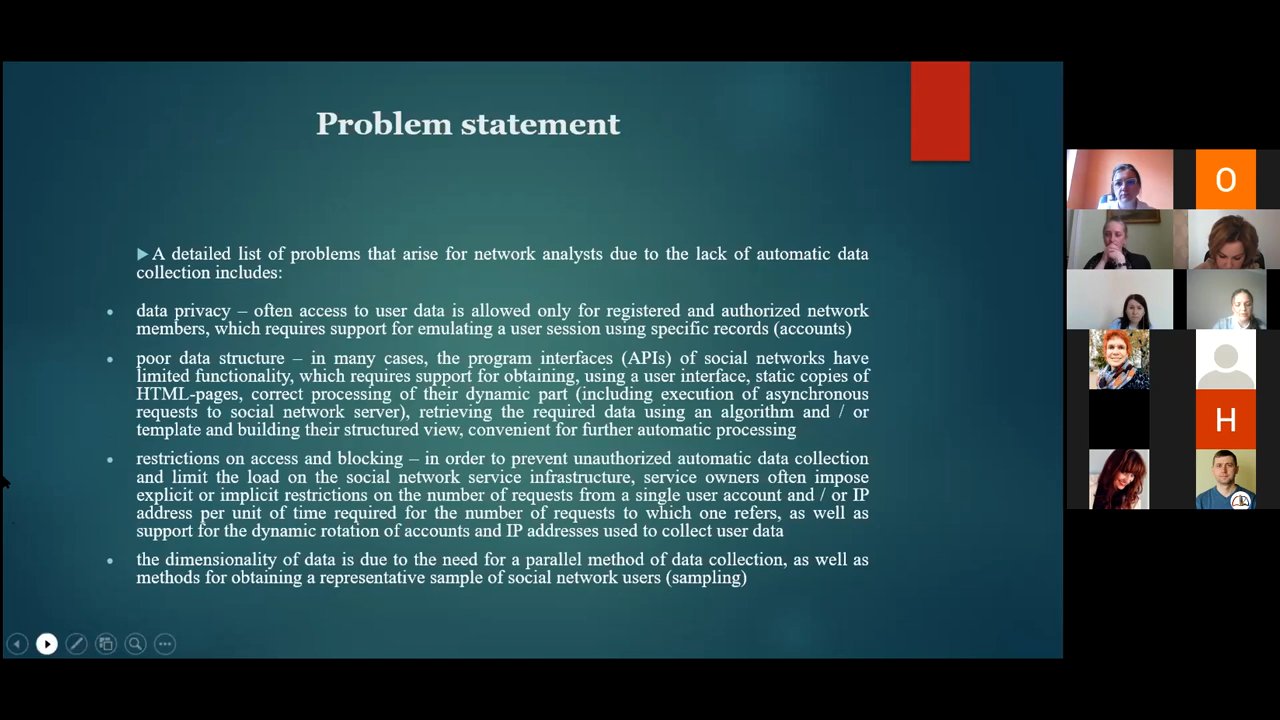 Problem statement
A detailed list of problems that arise for network analysts due to the lack of automatic data
collection includes:
data privacy – often access to user data is allowed only for registered and authorized network
members, which requires support for emulating a user session using specific records (accounts)
poor data structure – in many cases, the program interfaces (APIs) of social networks have
limited functionality, which requires support for obtaining, using a user interface, static copies of
HTML-pages, correct processing of their dynamic part (including execution of asynchronous
requests to social network server), retrieving the required data using an algorithm and / or
template and building their structured view, convenient for further automatic processing
restrictions on access and blocking – in order to prevent unauthorized automatic data collection
and limit the load on the social network service infrastructure, service owners often impose
explicit or implicit restrictions on the number of requests from a single user account and / or IP
address per unit of time required for the number of requests to which one refers, as well as
support for the dynamic rotation of accounts and IP addresses used to collect user data
the dimensionality of data is due to the need for a parallel method of data collection, as well as
methods for obtaining a representative sample of social network users (sampling)
O
H